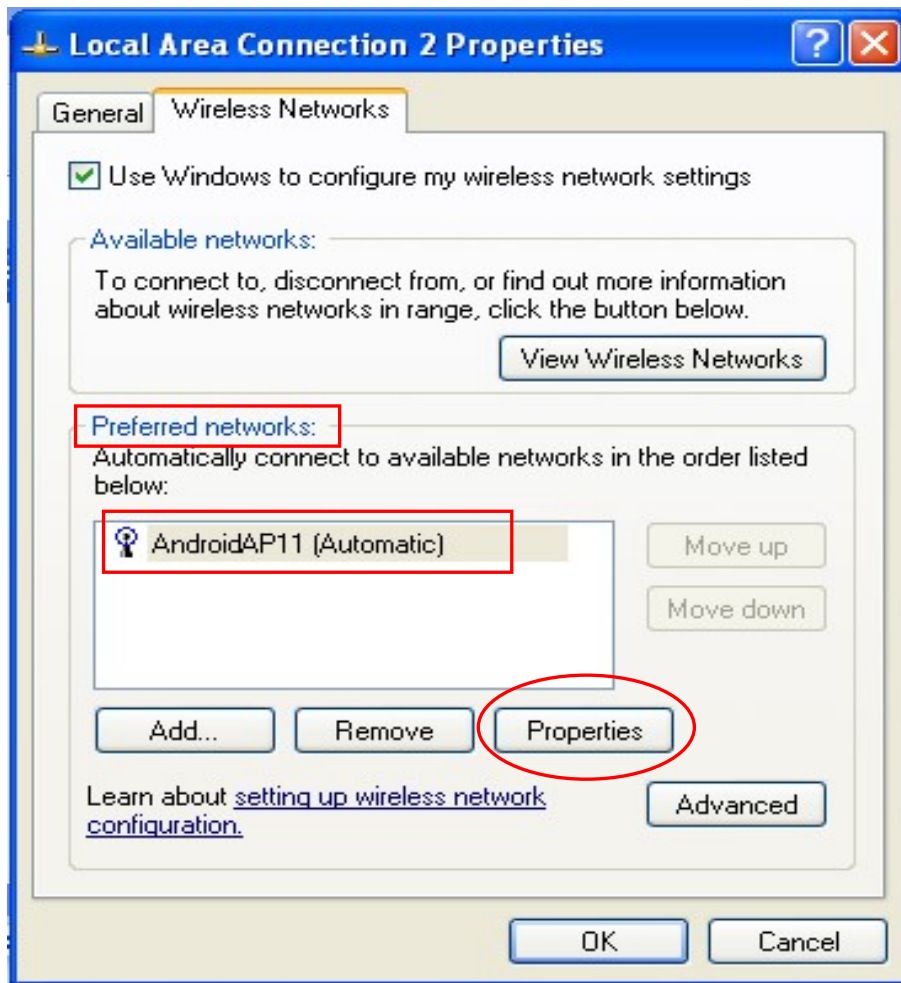 Local Area Connection 2 Properties
General
Wireless Networks
Use Windows to configure my wireless network settings
Available networks:
To connect to, disconnect from, or find out more information
about wireless networks in range, click the button below.
View Wireless Networks
Preferred networks:
Automatically connect to available networks in the order listed
below:
AndroidAP11 (Automatic)
Move up
Move down
Add...
Remove
Properties
Learn about setting up wireless network
configuration.
Advanced
OK
Cancel